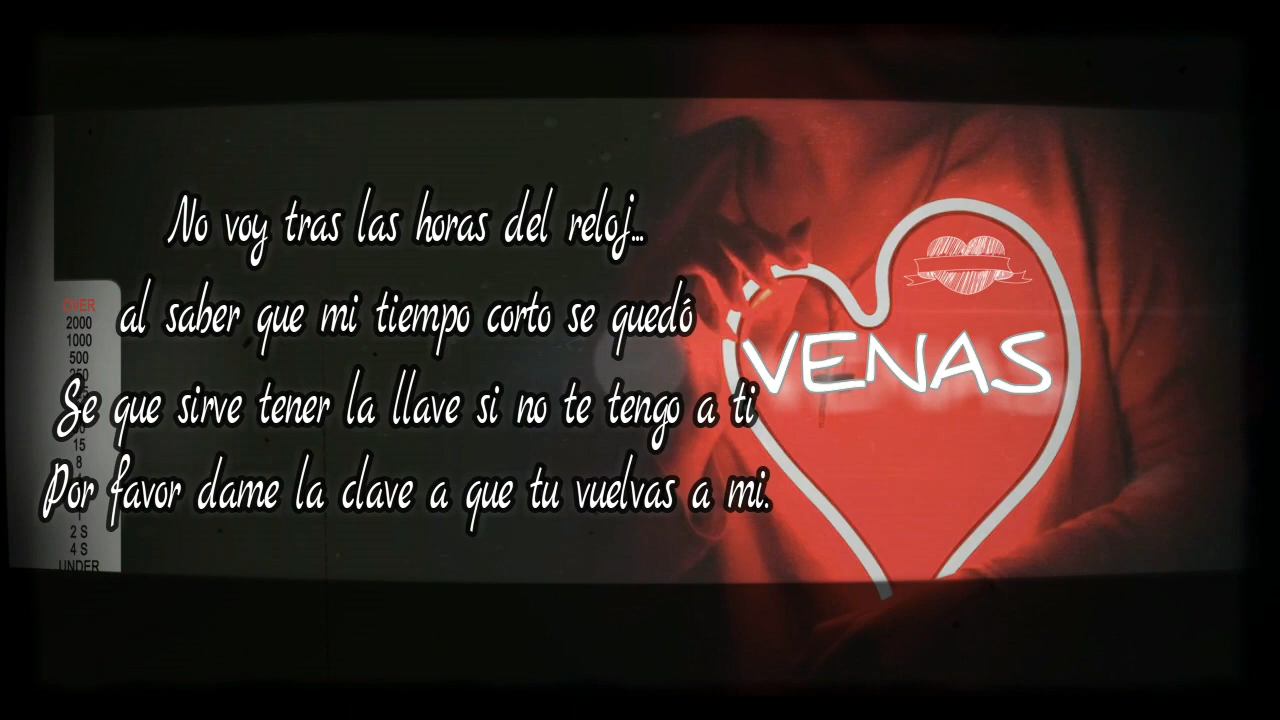 No voy tras las horas del reloj...
al saber que mi tiempo corto se quedó
Se que sirve tener la llave si no te tengo a ti
Por favor dame la clave a que tu vuelvas a mi.
VENAS
OVER
2000
1000
500
250
15
8
2 S
4 S
UNDER